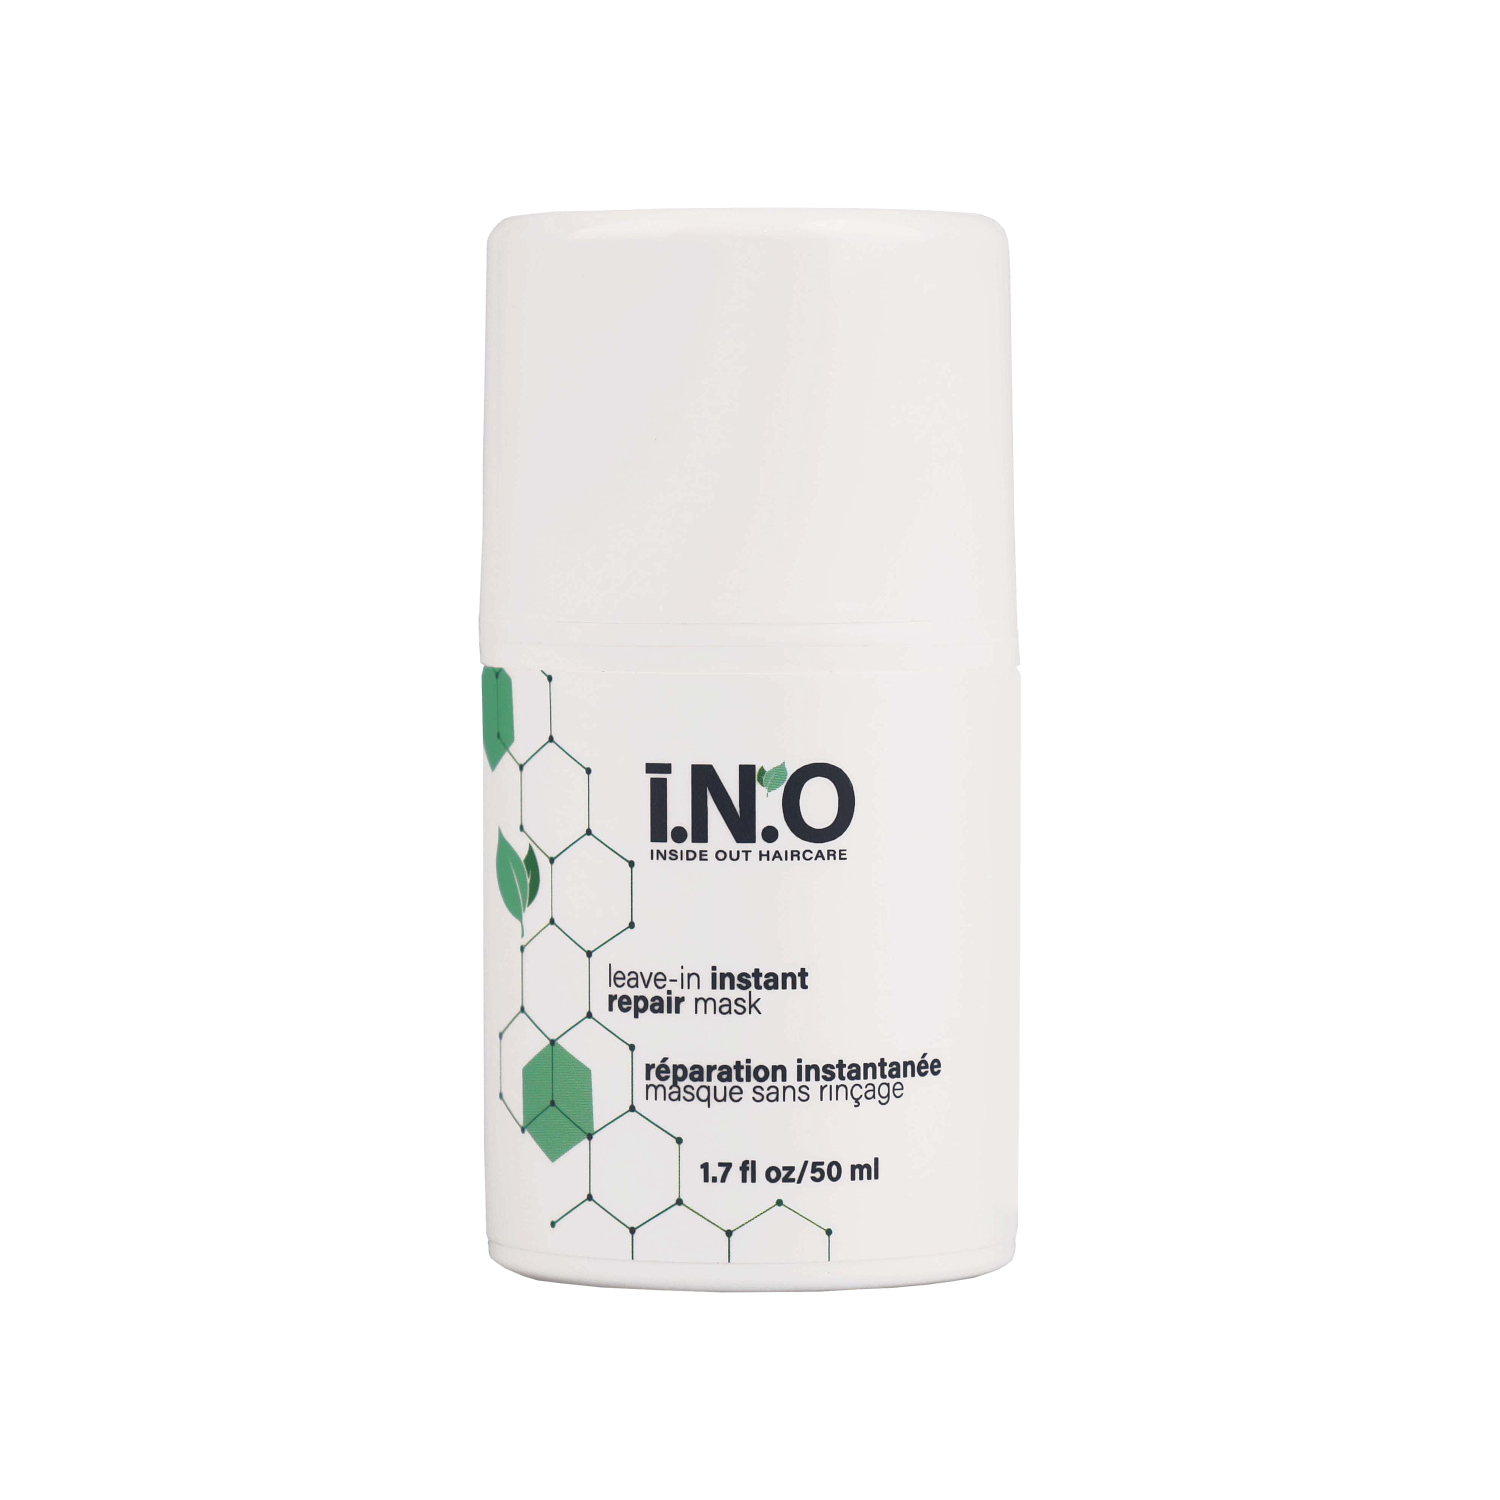 ī.N.O
INSIDE OUT HAIRCARE
leave-in instant
repair mask
réparation instantanée
masque sans rinçage
1.7 fl oz/50 ml